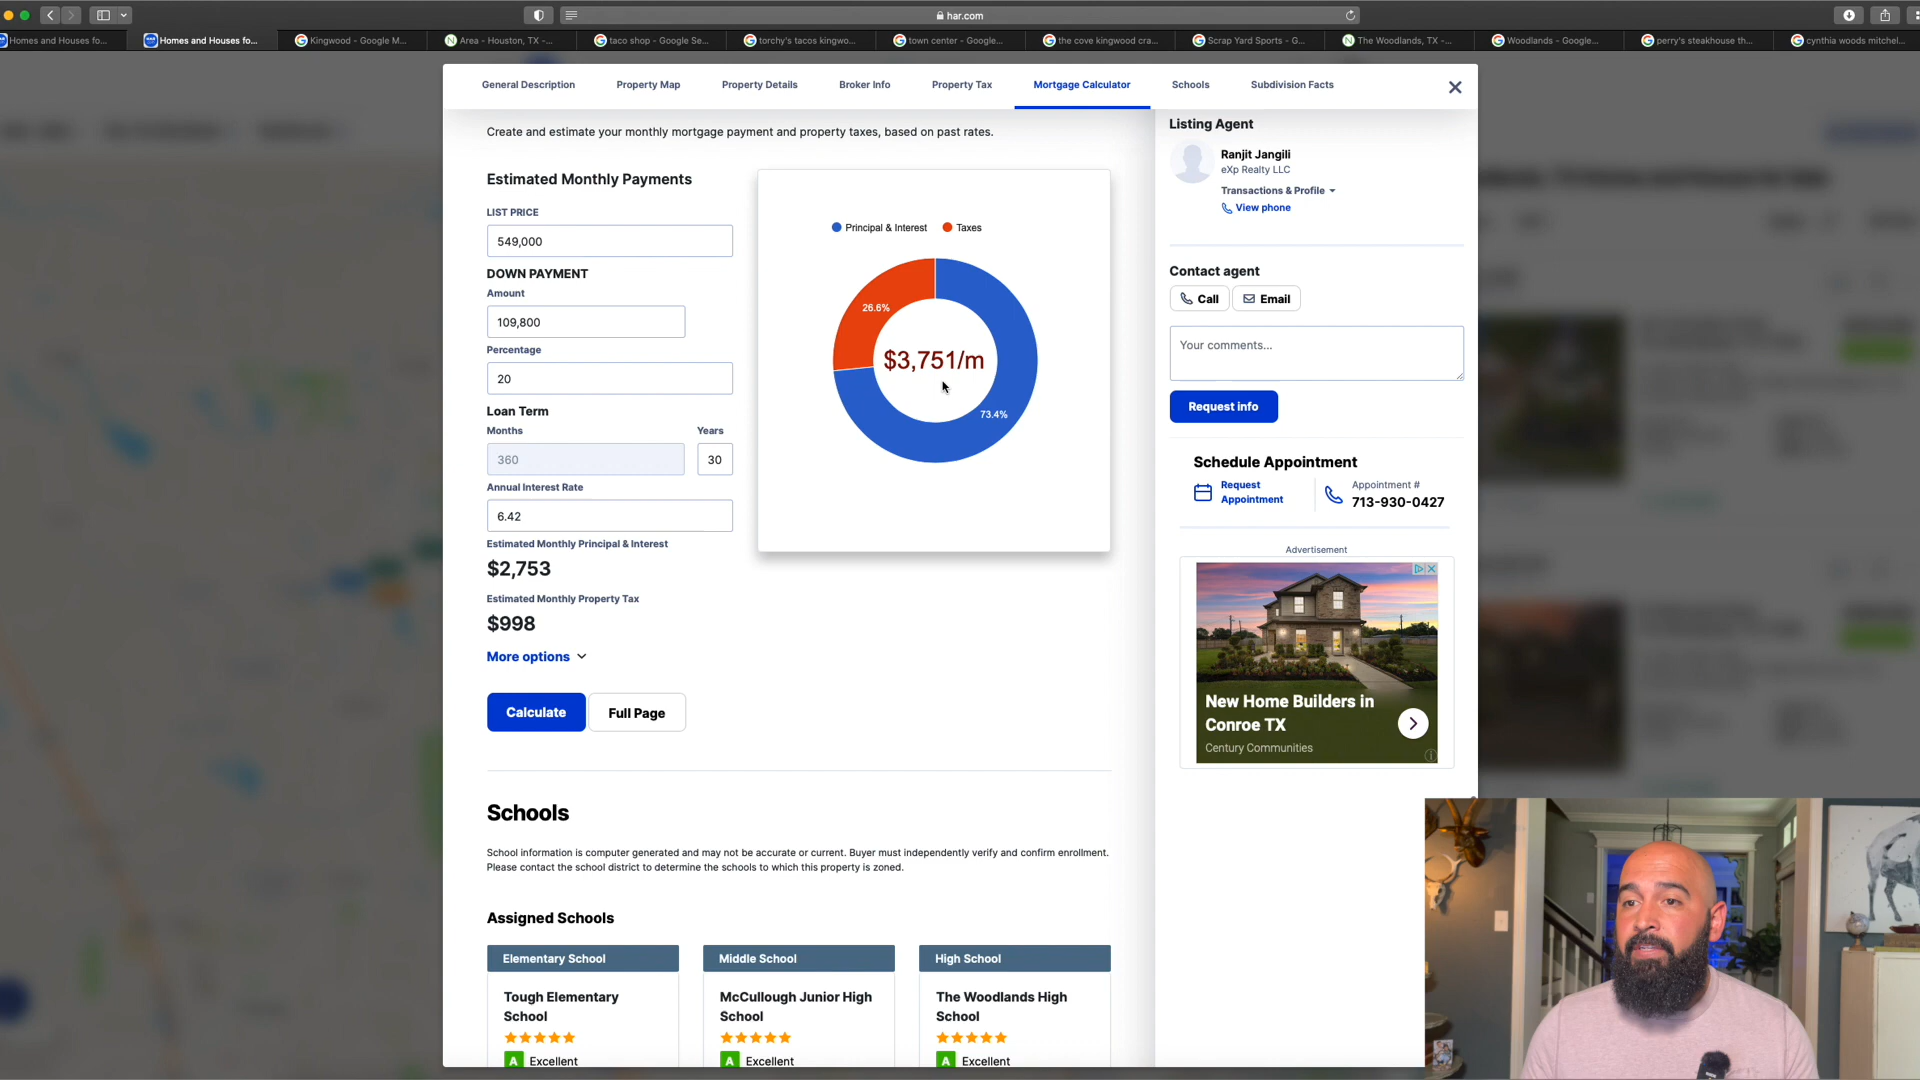 har.com
Homes and Houses fo...
Homes and Houses fo...
Kingwood - Google M...
Area - Houston, TX -...
taco shop - Google Se...
torchy's tacos kingwo...
town center - Google...
the cove kingwood cra...
Scrap Yard Sports - G...
The Woodlands, TX -...
Woodlands - Google...
perry's steakhouse th...
cynthia woods mitchel...
General Description
Property Map
Property Details
Broker Info
Property Tax
Mortgage Calculator
Schools
Subdivision Facts
Create and estimate your monthly mortgage payment and property taxes, based on past rates.
Estimated Monthly Payments
LIST PRICE
549,000
DOWN PAYMENT
Amount
109,800
Percentage
20
Loan Term
Months
Years
360
30
Annual Interest Rate
6.42
Estimated Monthly Principal & Interest
$2,753
Estimated Monthly Property Tax
$998
More options
Calculate
Full Page
Principal & Interest
Taxes
26.6%
$3,751/m
73.4%
Schools
School information is computer generated and may not be accurate or current. Buyer must independently verify and confirm enrollment.
Please contact the school district to determine the schools to which this property is zoned.
Assigned Schools
Elementary School
Tough Elementary
School
A Excellent
Middle School
McCullough Junior High
School
A Excellent
High School
The Woodlands High
School
A Excellent
Listing Agent
Ranjit Jangili
eXp Realty LLC
Transactions & Profile
View phone
Contact agent
Call
Email
Your comments...
Request info
Schedule Appointment
Request
Appointment
Appointment #
713-930-0427
Advertisement
New Home Builders in
Conroe TX
Century Communities